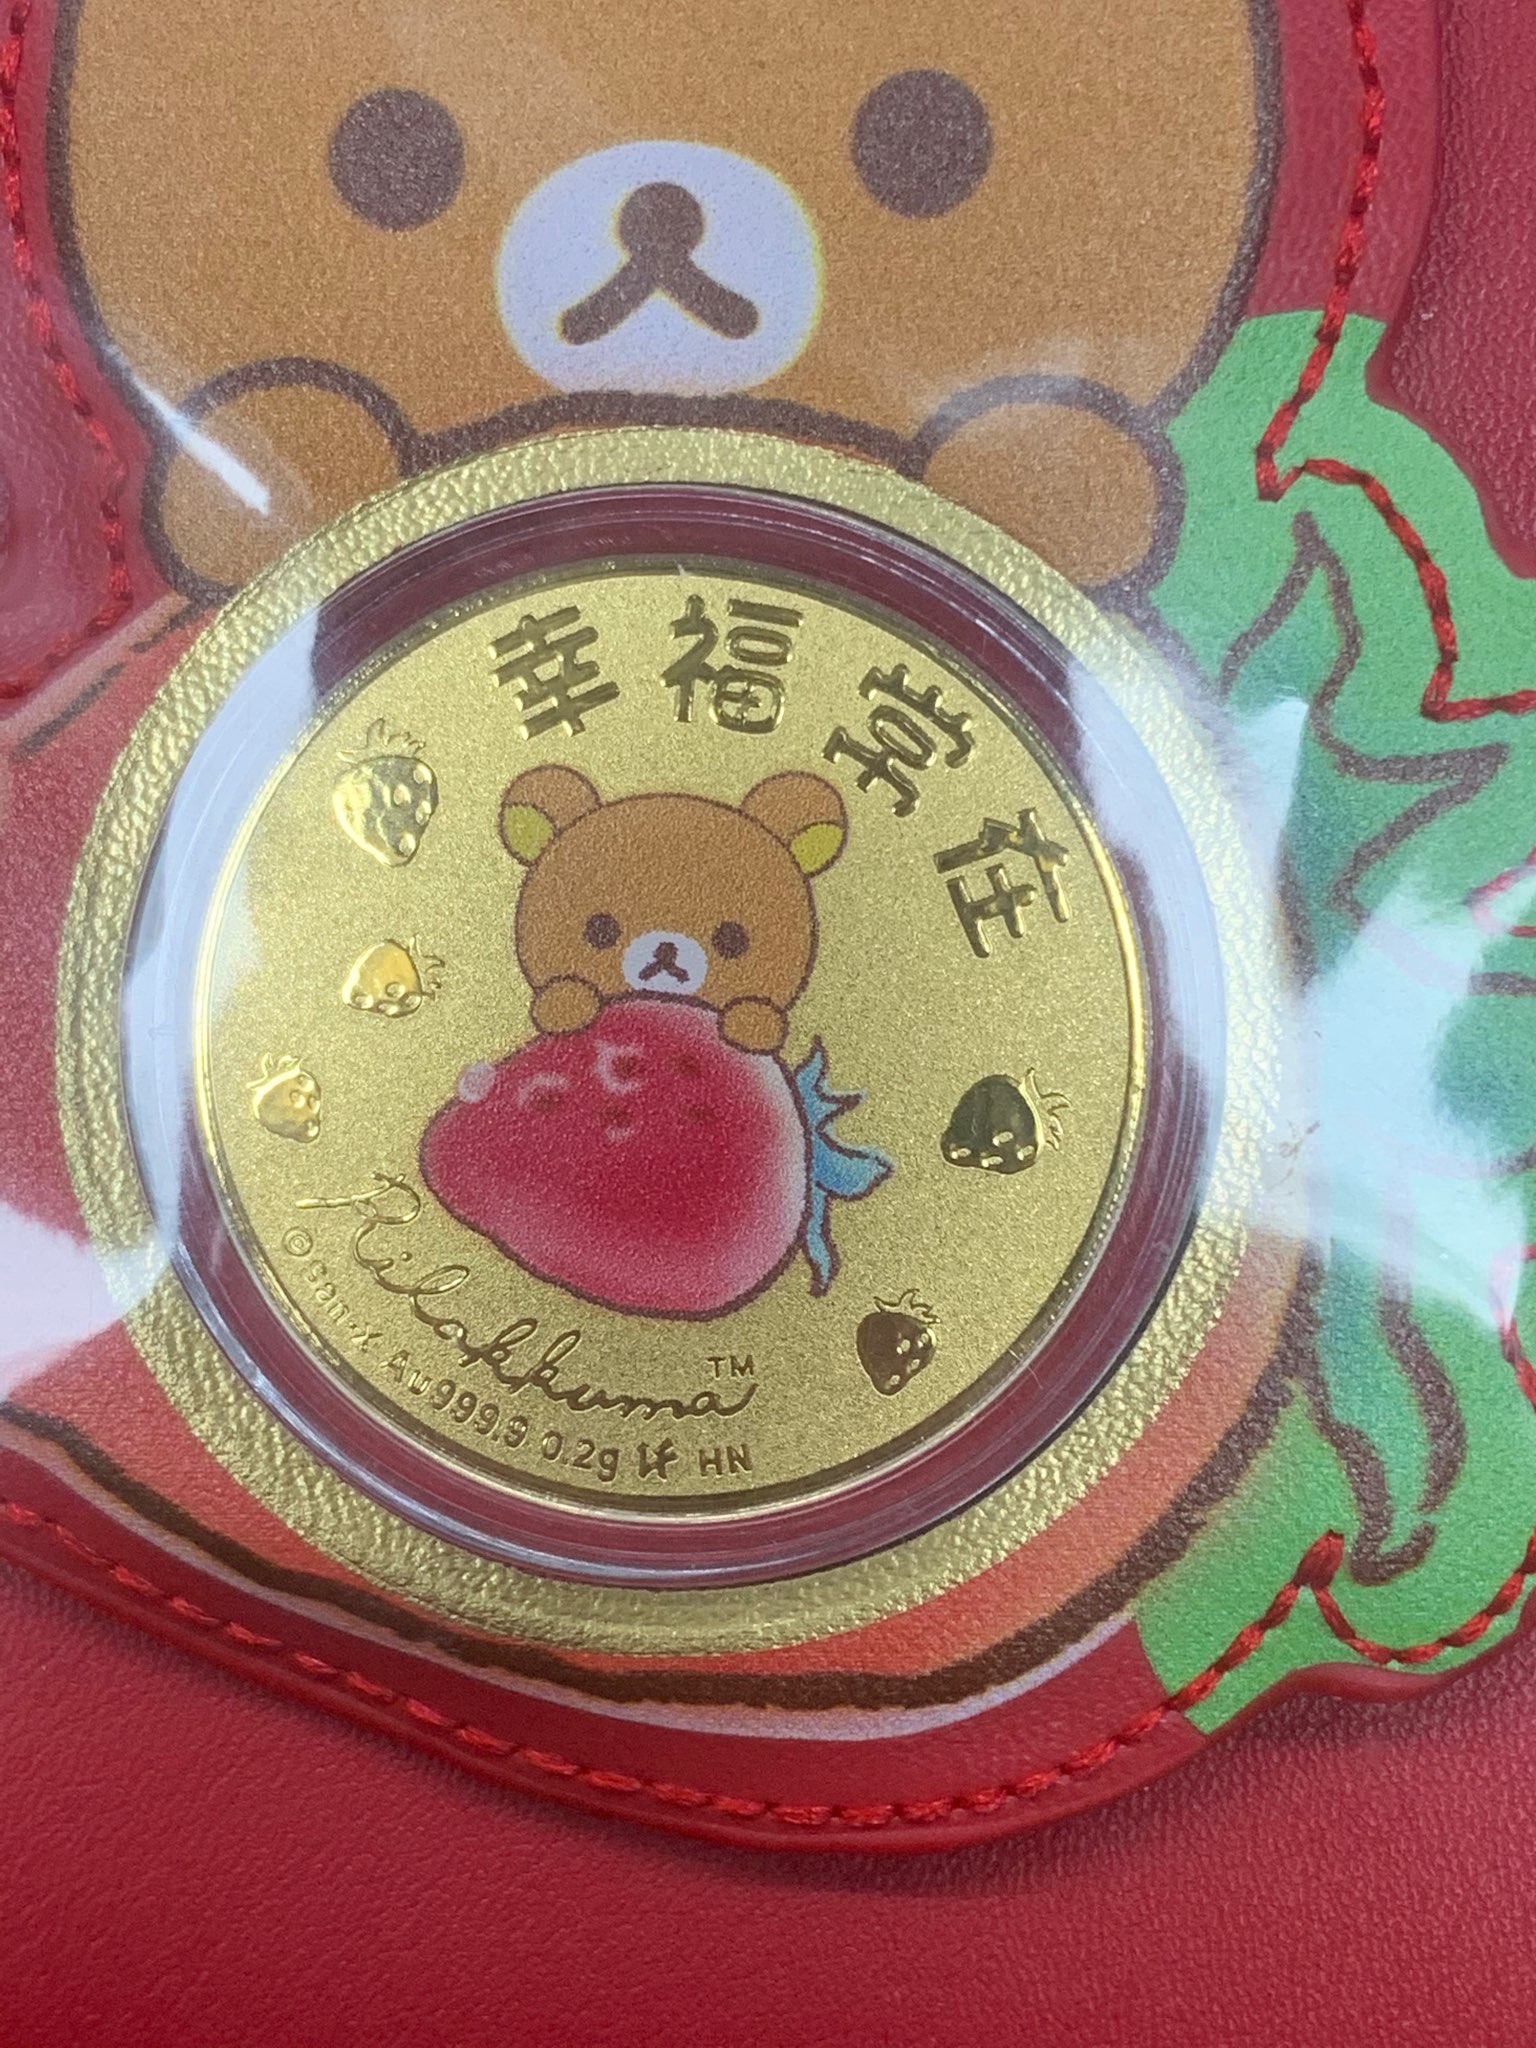 幸福常在
Rilakkuma™
©san-x Au999.9 0.2g HN